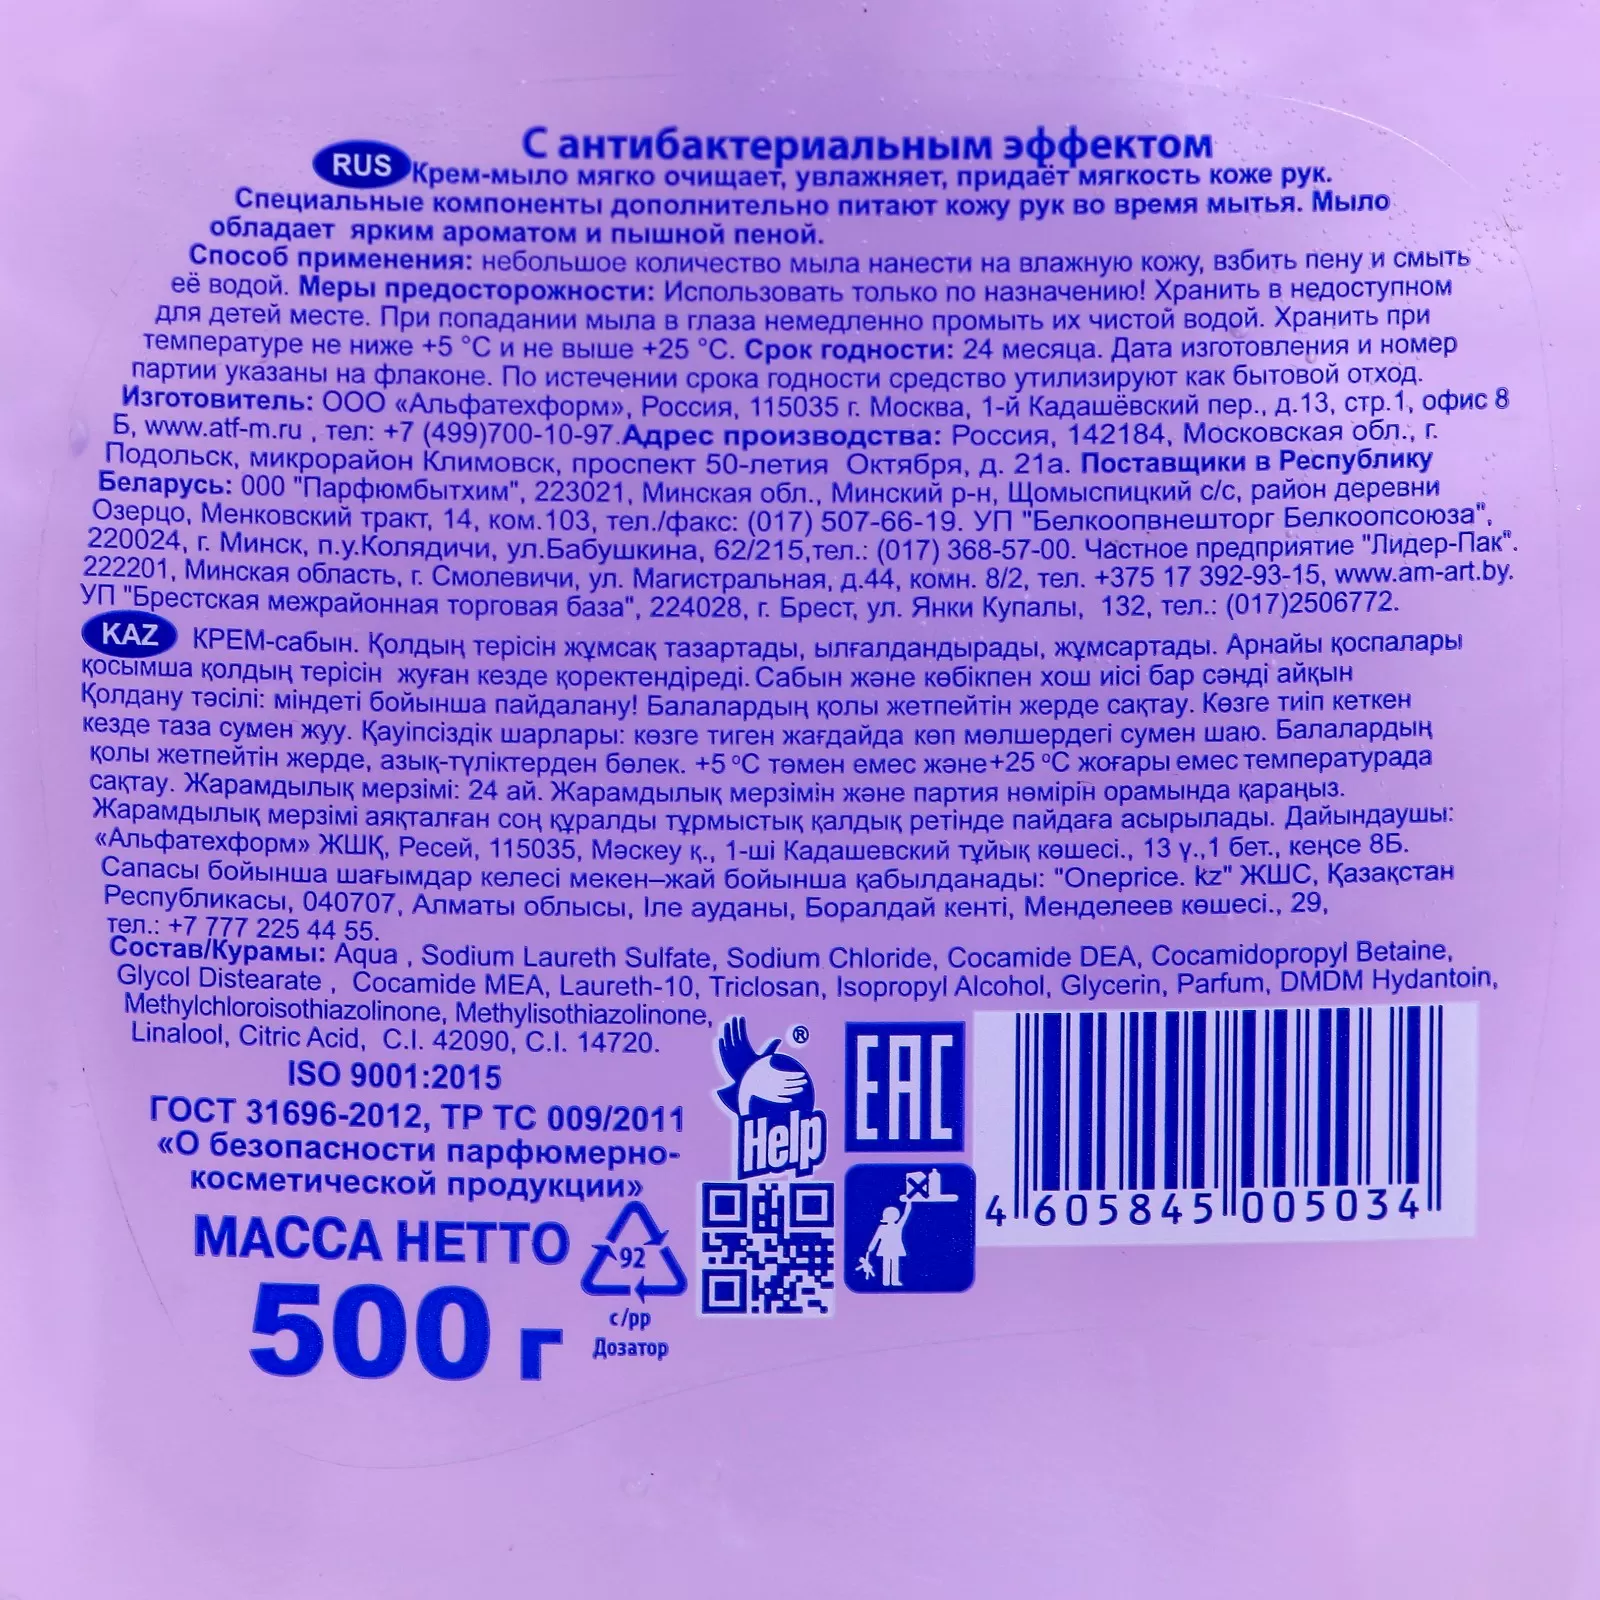 С антибактериальным эффектом
RUS Крем-мыло мягко очищает, увлажняет, придаёт мягкость коже рук.
Специальные компоненты дополнительно питают кожу рук во время мытья. Мыло
обладает ярким ароматом и пышной пеной.
Способ применения: небольшое количество мыла нанести на влажную кожу, взбить пену и смыть
её водой. Меры предосторожности: Использовать только по назначению! Хранить в недоступном
для детей месте. При попадании мыла в глаза немедленно промыть их чистой водой. Хранить при
температуре не ниже +5 °С и не выше +25 °С. Срок годности: 24 месяца. Дата изготовления и номер
партии указаны на флаконе. По истечении срока годности средство утилизируют как бытовой отход.
Изготовитель: ООО «Альфатехформ», Россия, 115035 г. Москва, 1-й Кадашёвский пер., д.13, стр.1, офис 8
Б, www.atf-m.ru , тел: +7 (499)700-10-97.Адрес производства: Россия, 142184, Московская обл., г.
Подольск, микрорайон Климовск, проспект 50-летия Октября, д. 21а. Поставщики в Республику
Беларусь: 000 "Парфюмбытхим", 223021, Минская обл., Минский р-н, Щомыспицкий с/с, район деревни
Озерцо, Менковский тракт, 14, ком.103, тел./факс: (017) 507-66-19. УП "Белкоопвнешторг Белкоопсоюза",
220024, г. Минск, п.у.Колядичи, ул.Бабушкина, 62/215,тел.: (017) 368-57-00. Частное предприятие "Лидер-Пак".
222201, Минская область, г. Смолевичи, ул. Магистральная, д.44, комн. 8/2, тел. +375 17 392-93-15, www.am-art.by.
УП "Брестская межрайонная торговая база", 224028, г. Брест, ул. Янки Купалы, 132, тел.: (017)2506772.
KAZ КРЕМ-сабын. Қолдың терісін жұмсақ тазартады, ылғалдандырады, жұмсартады. Арнайы қоспалары
қосымша қолдың терісін жуған кезде қоректендіреді. Сабын және көбікпен хош иісі бар сәнді айқын
Қолдану тәсілі: міндеті бойынша пайдалану! Балалардың қолы жетпейтін жерде сақтау. Көзге тиіп кеткен
кезде таза сумен жуу. Қауіпсіздік шарлары: көзге тиген жағдайда көп мөлшердегі сумен шаю. Балалардың
қолы жетпейтін жерде, азық-түліктерден бөлек. +5 °С төмен емес және+25 °С жоғары емес температурада
сақтау. Жарамдылық мерзімі: 24 ай. Жарамдылық мерзімін және партия нөмірін орамында қараңыз.
Жарамдылық мерзімі аяқталған соң құралды тұрмыстық қалдық ретінде пайдаға асырылады. Дайындаушы:
«Альфатехформ» ЖШҚ, Ресей, 115035, Мәскеу қ., 1-ші Кадашевский тұйық көшесі., 13 ү.,1 бет., кеңсе 8Б.
Сапасы бойынша шағымдар келесі мекен–жай бойынша қабылданады: "Oneprice. kz" ЖШС, Қазақстан
Республикасы, 040707, Алматы облысы, Іле ауданы, Боралдай кенті, Менделеев көшесі., 29,
тел.: +7 777 225 44 55.
Состав/Курамы: Aqua , Sodium Laureth Sulfate, Sodium Chloride, Cocamide DEA, Cocamidopropyl Betaine,
Glycol Distearate , Cocamide MEA, Laureth-10, Triclosan, Isopropyl Alcohol, Glycerin, Parfum, DMDM Hydantoin,
Methylchloroisothiazolinone, Methylisothiazolinone,
Linalool, Citric Acid, C.I. 42090, C.I. 14720.
ISO 9001:2015
ГОСТ 31696-2012, ТР ТС 009/2011
«О безопасности парфюмерно-
косметической продукции»
МАССА НЕТТО
500 г
92
c/pp
Дозатор
®
Help
EAC
4 605845 005034